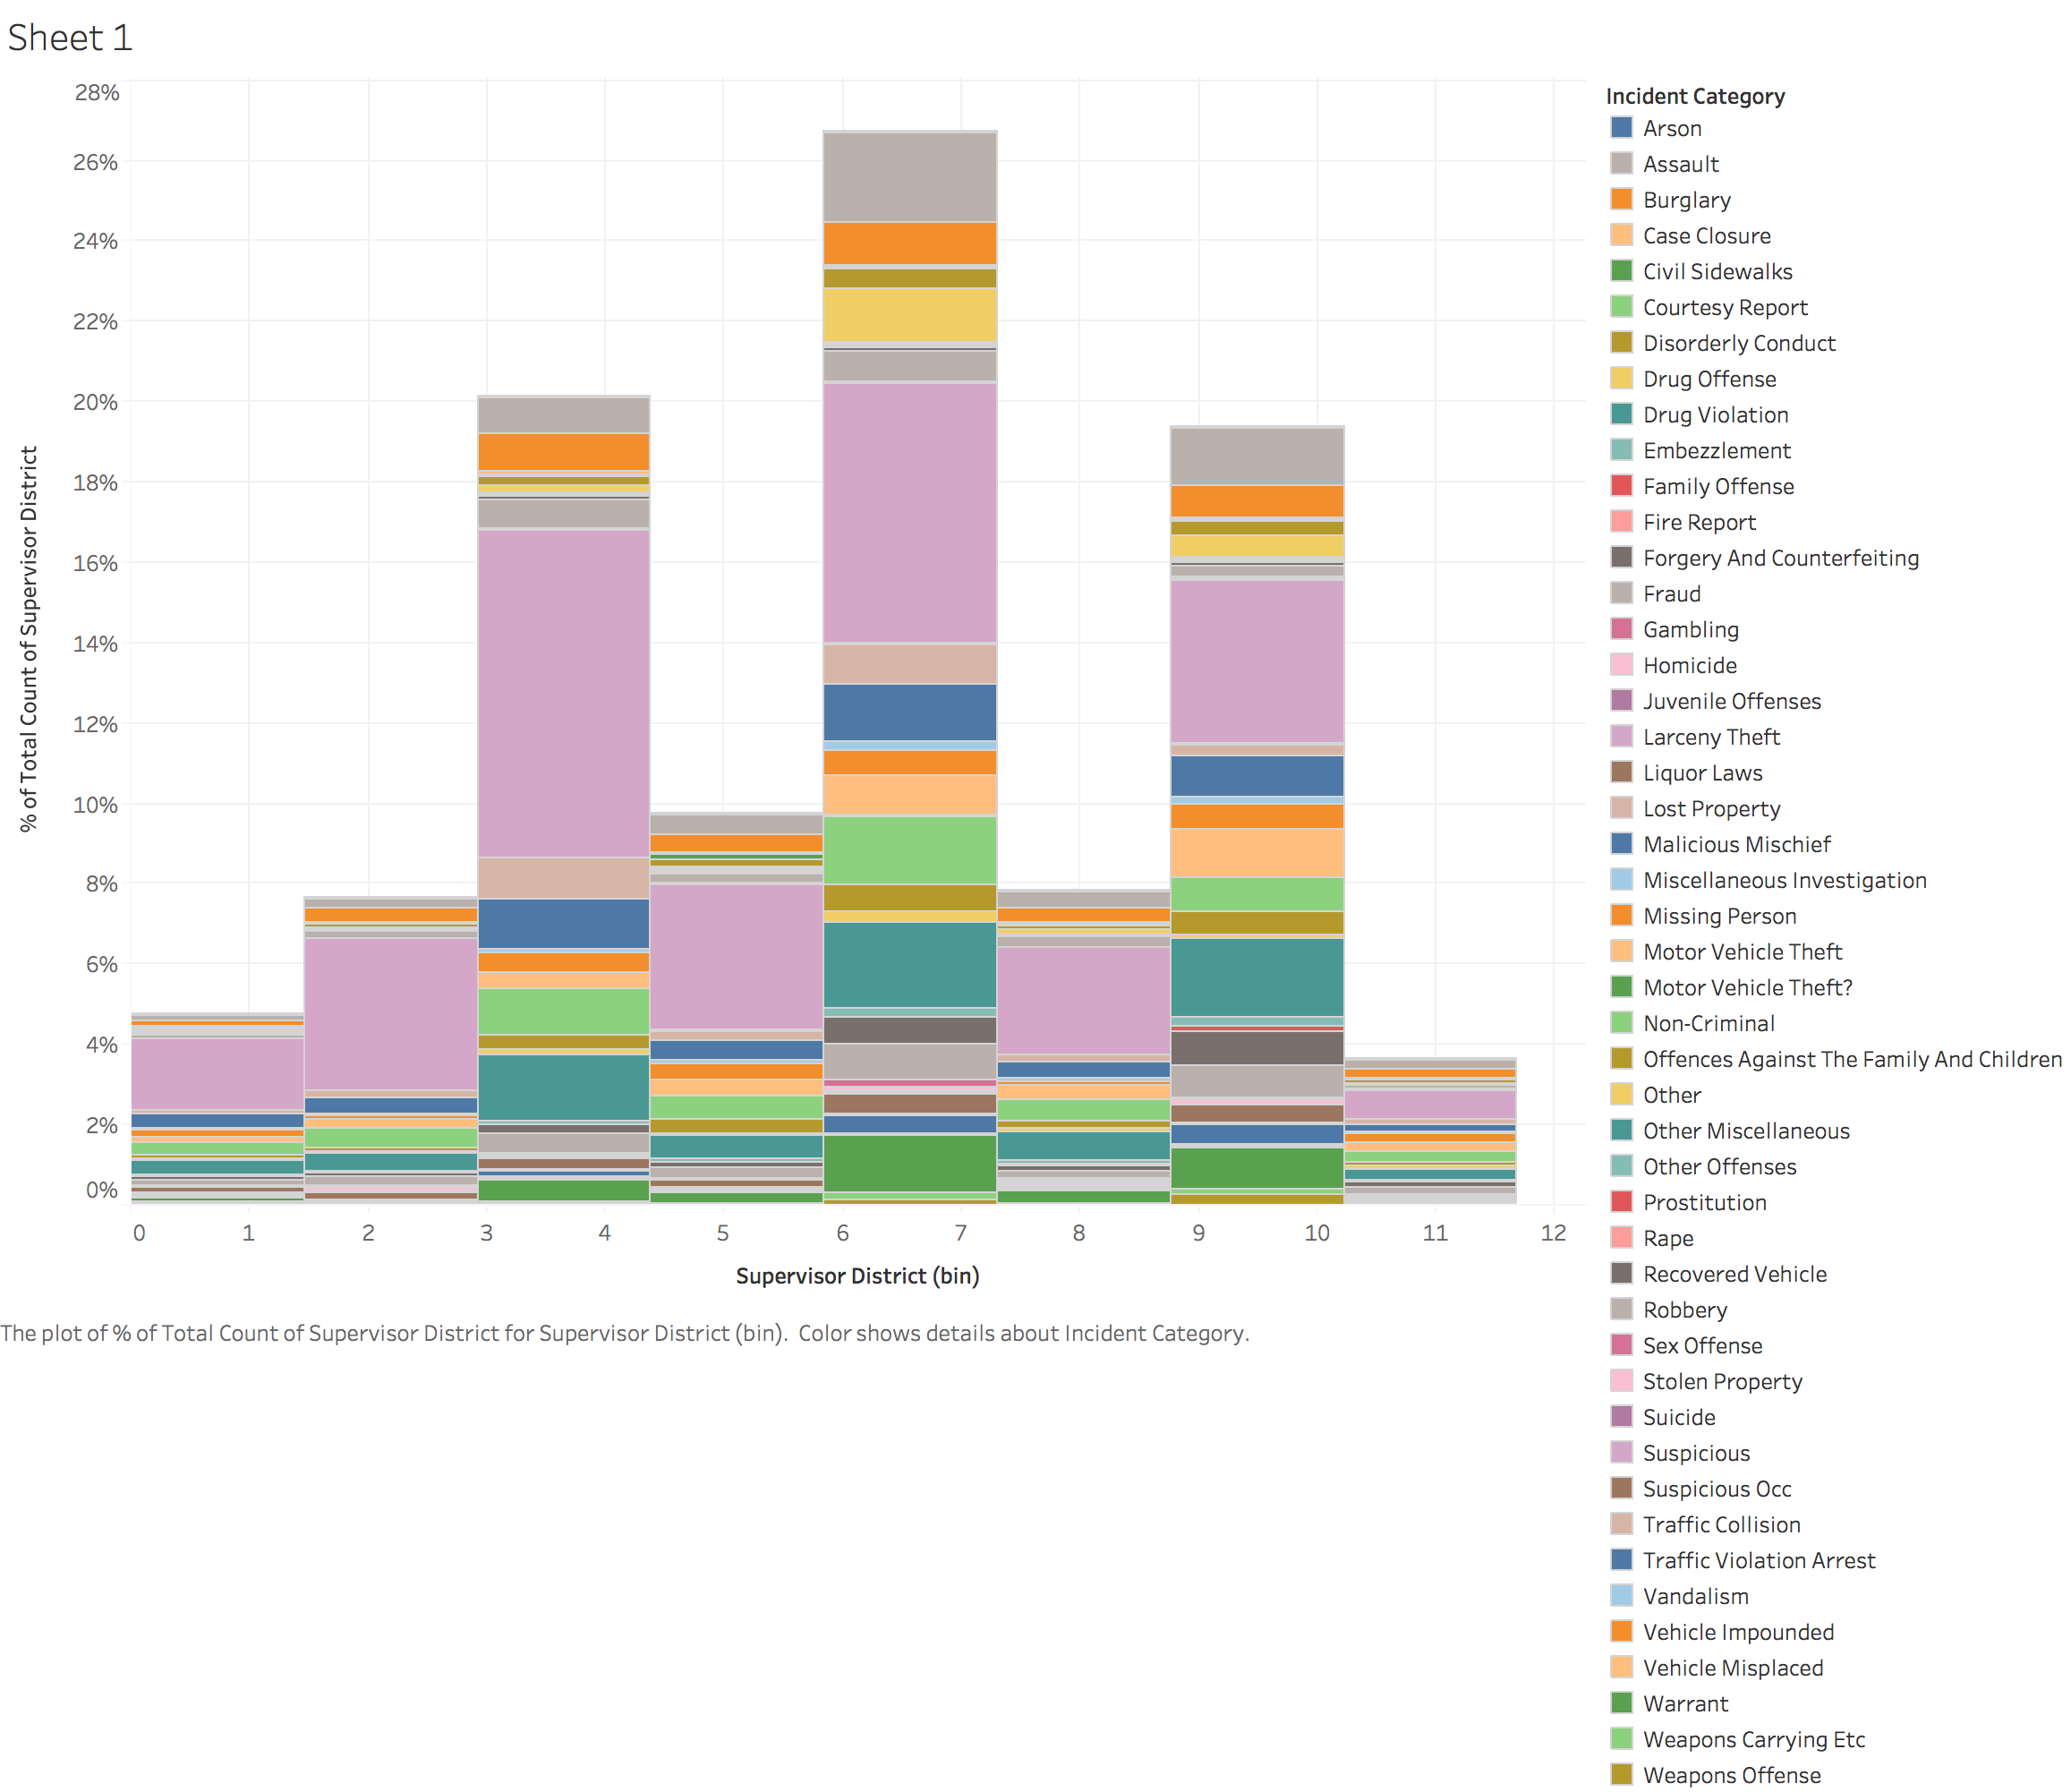 Sheet 1
28%
26%
24%
22%
20%
18%
16%
14%
12%
10%
8%
6%
4%
2%
0%
% of Total Count of Supervisor District
0 1 2 3 4 5 6 7 8 9 10 11 12
Supervisor District (bin)
The plot of % of Total Count of Supervisor District for Supervisor District (bin). Color shows details about Incident Category.
Incident Category
Arson
Assault
Burglary
Case Closure
Civil Sidewalks
Courtesy Report
Disorderly Conduct
Drug Offense
Drug Violation
Embezzlement
Family Offense
Fire Report
Forgery And Counterfeiting
Fraud
Gambling
Homicide
Juvenile Offenses
Larceny Theft
Liquor Laws
Lost Property
Malicious Mischief
Miscellaneous Investigation
Missing Person
Motor Vehicle Theft
Motor Vehicle Theft?
Non-Criminal
Offences Against The Family And Children
Other
Other Miscellaneous
Other Offenses
Prostitution
Rape
Recovered Vehicle
Robbery
Sex Offense
Stolen Property
Suicide
Suspicious
Suspicious Occ
Traffic Collision
Traffic Violation Arrest
Vandalism
Vehicle Impounded
Vehicle Misplaced
Warrant
Weapons Carrying Etc
Weapons Offense